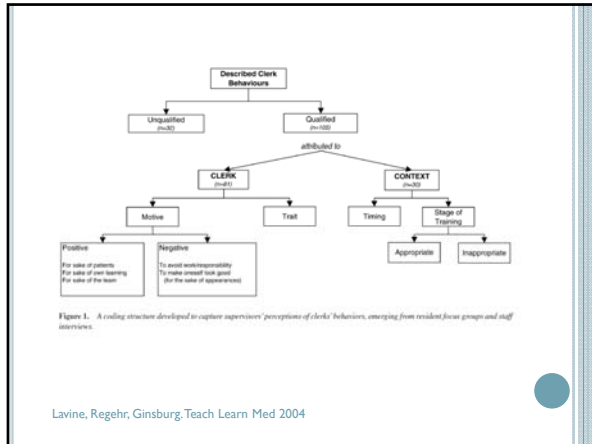 Described Clerk
Behaviours
Unqualified
(n=30)
Qualified
(n=105)
attributed to
CLERK
(n=81)
CONTEXT
(n=30)
Motive
Trait
Timing
Stage of
Training
Positive
For sake of patients
For sake of own learning
For sake of the team
Negative
To avoid work/responsibility
To make oneself look good
(for the sake of appearances)
Appropriate
Inappropriate
Figure 1. A coding structure developed to capture supervisors' perceptions of clerks' behaviors, emerging from resident focus groups and staff
interviews.
Lavine, Regehr, Ginsburg. Teach Learn Med 2004